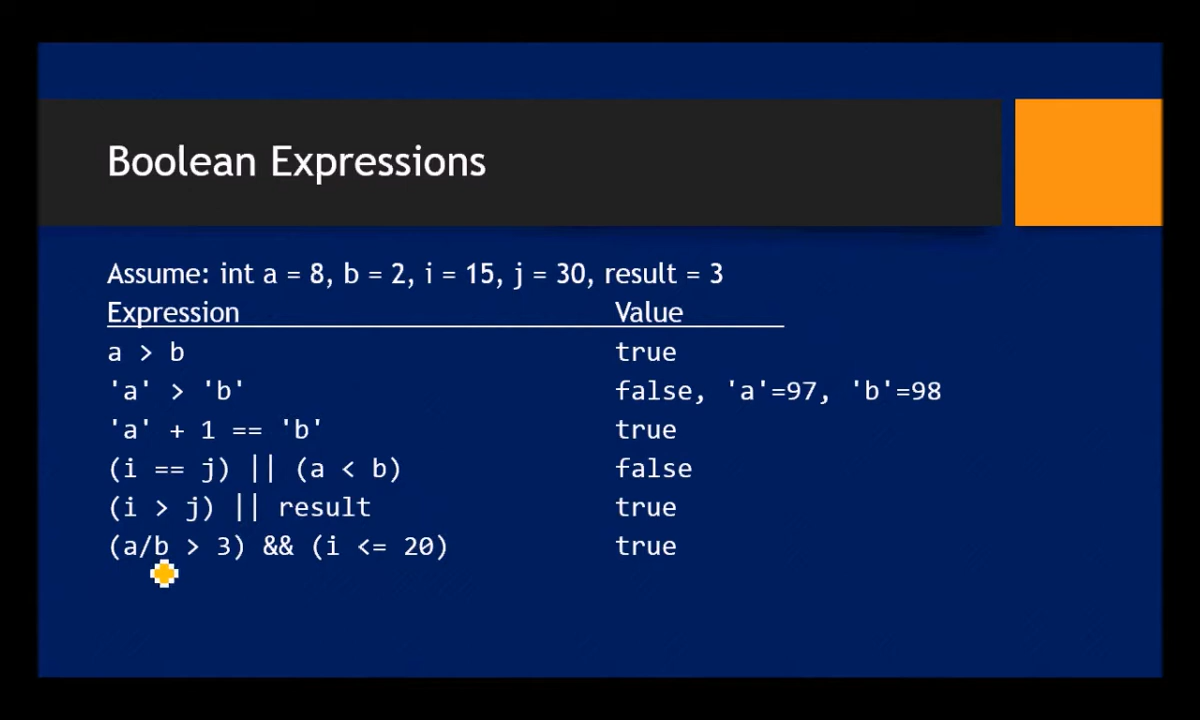 Boolean Expressions
Assume: int a = 8, b = 2, i = 15, j = 30, result = 3
Expression Value
a > b true
'a' > 'b' false, 'a'=97, 'b'=98
'a' + 1 == 'b' true
(i == j) || (a < b) false
(i > j) || result true
(a/b > 3) && (i <= 20) true